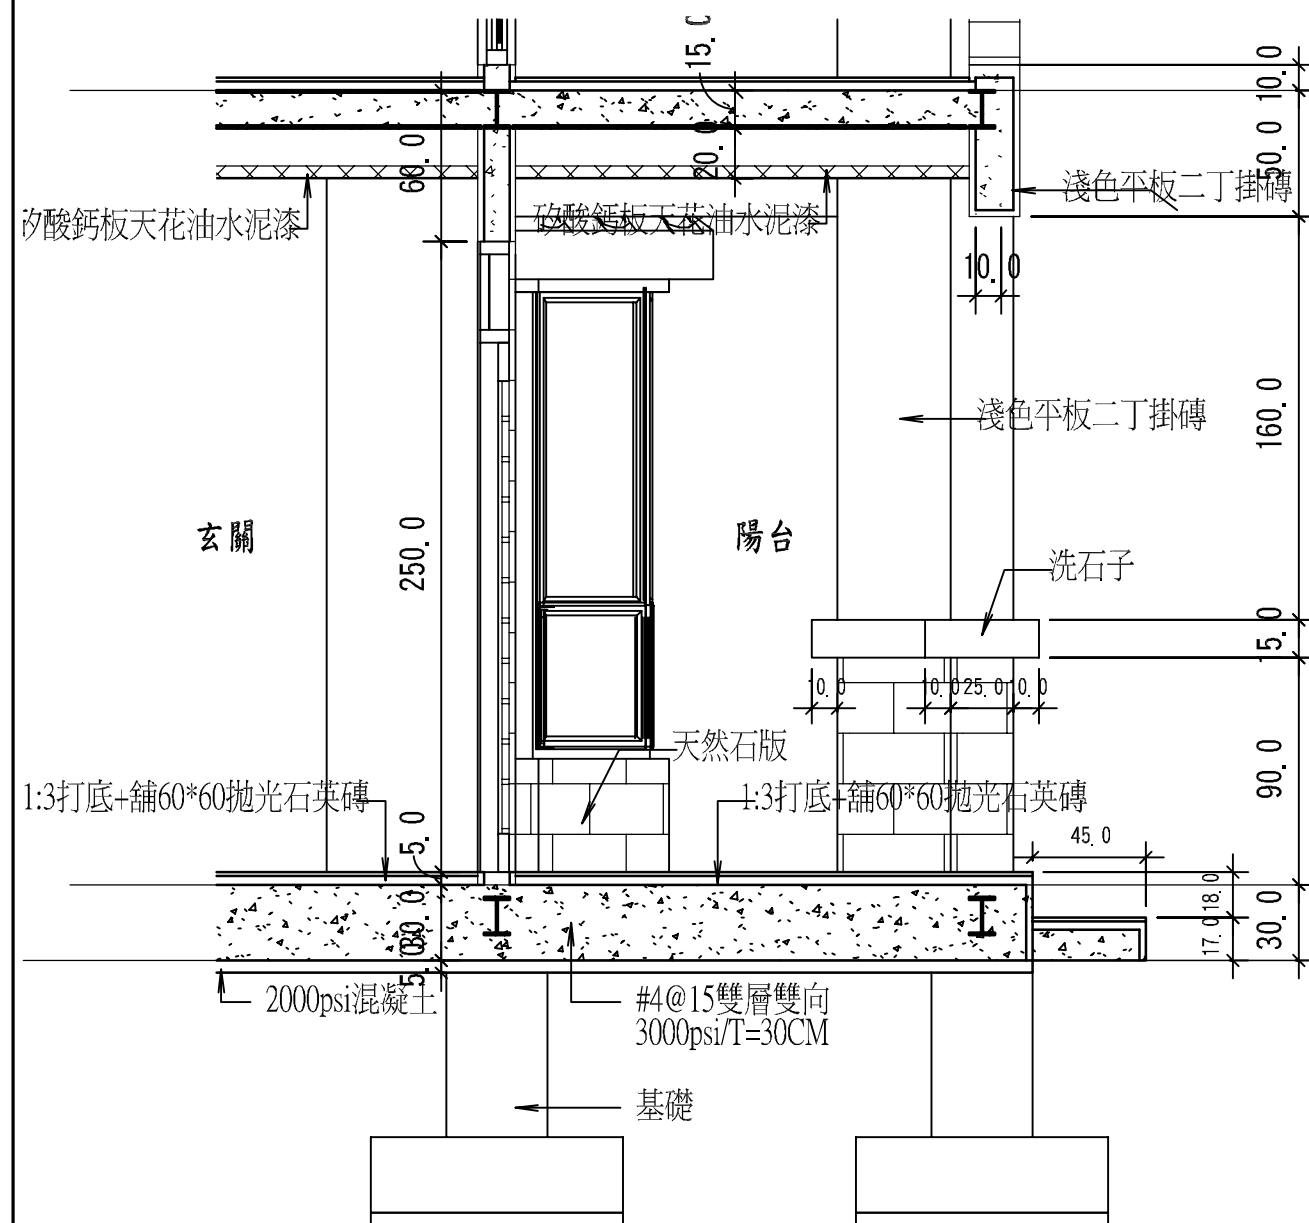 15.0
10.0
60.0
20.0
50.0
淺色平板二丁掛磚
矽酸鈣板天花油水泥漆
矽酸鈣板天花油水泥漆
10.0
160.0
淺色平板二丁掛磚
玄關
250.0
陽台
洗石子
15.0
10.0
10.0
25.0
10.0
天然石版
90.0
1:3打底+舖60*60拋光石英磚
1:3打底+舖60*60拋光石英磚
5.0
45.0
18.0
30.0
30.0
17.0
5.0
2000psi混凝土
#4@15雙層雙向
3000psi/T=30CM
基礎